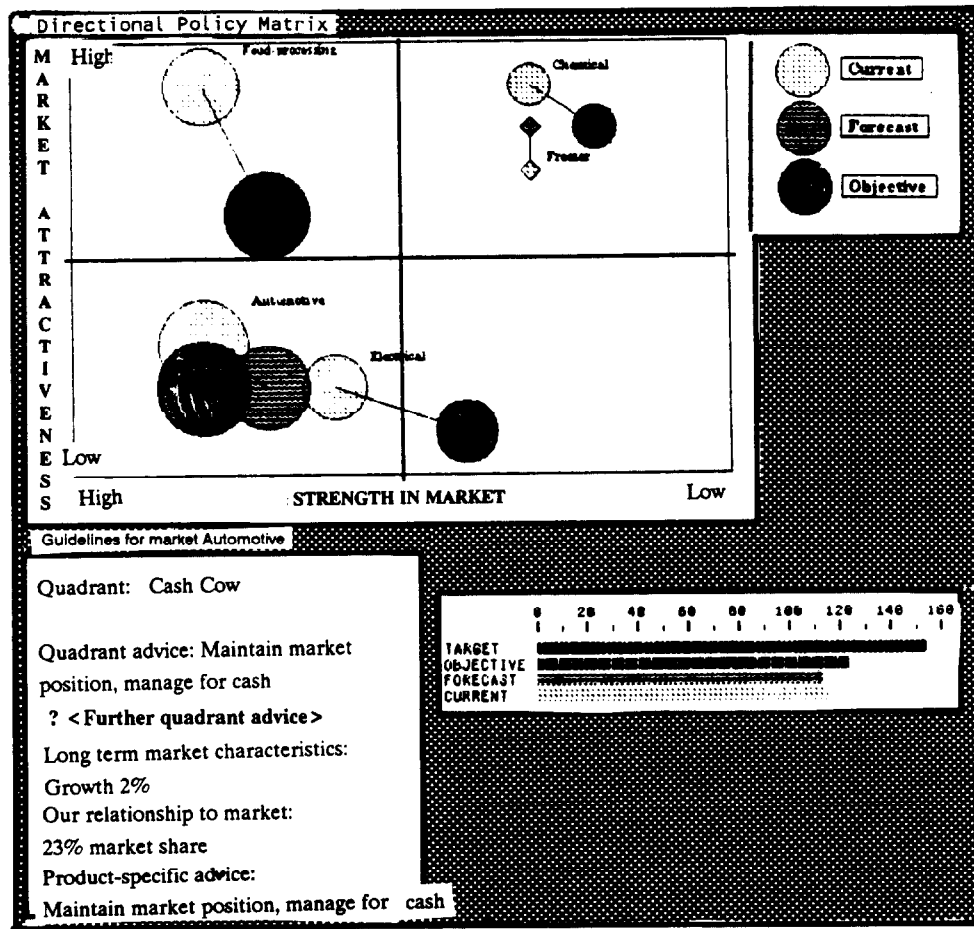 Directional Policy Matrix
MARKET ATTRACTIVENESS
High
Food-processing
Chemical
Freezer
Automotive
Electrical
Low
High
STRENGTH IN MARKET
Low
Current
Forecast
Objective
Guidelines for market Automotive
Quadrant: Cash Cow
Quadrant advice: Maintain market
position, manage for cash
? <Further quadrant advice>
Long term market characteristics:
Growth 2%
Our relationship to market:
23% market share
Product-specific advice:
Maintain market position, manage for cash
0 20 40 60 80 100 120 160
TARGET
OBJECTIVE
FORECAST
CURRENT